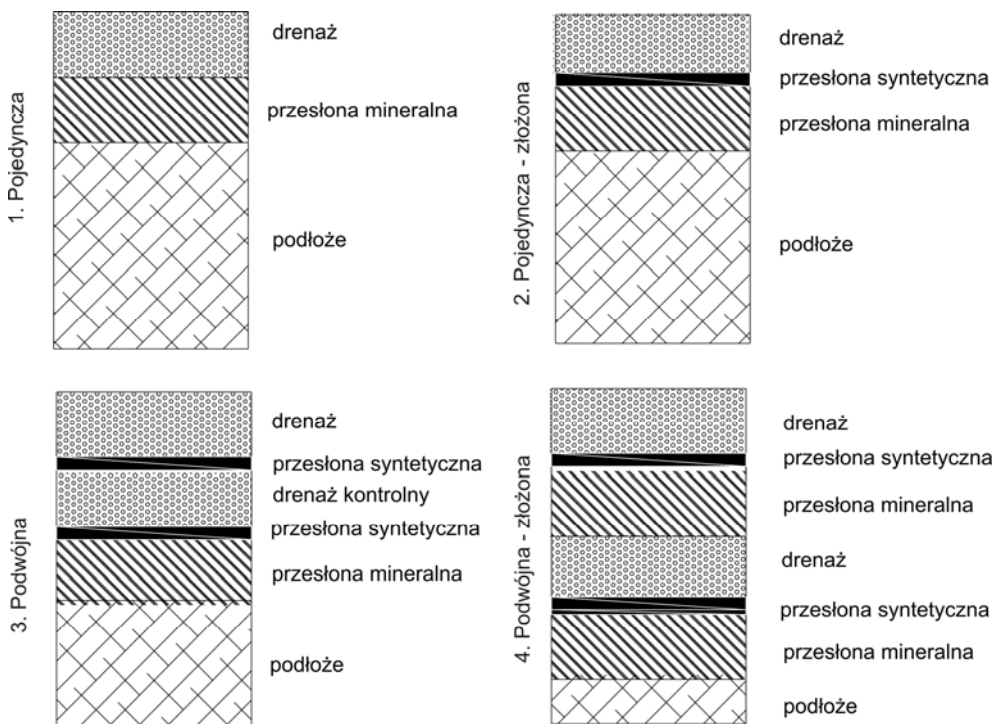 1. Pojedyncza
drenaż
przesłona mineralna
podłoże
2. Pojedyncza - złożona
drenaż
przesłona syntetyczna
przesłona mineralna
podłoże
3. Podwójna
drenaż
przesłona syntetyczna
drenaż kontrolny
przesłona syntetyczna
przesłona mineralna
podłoże
4. Podwójna - złożona
drenaż
przesłona syntetyczna
przesłona mineralna
drenaż
przesłona syntetyczna
przesłona mineralna
podłoże